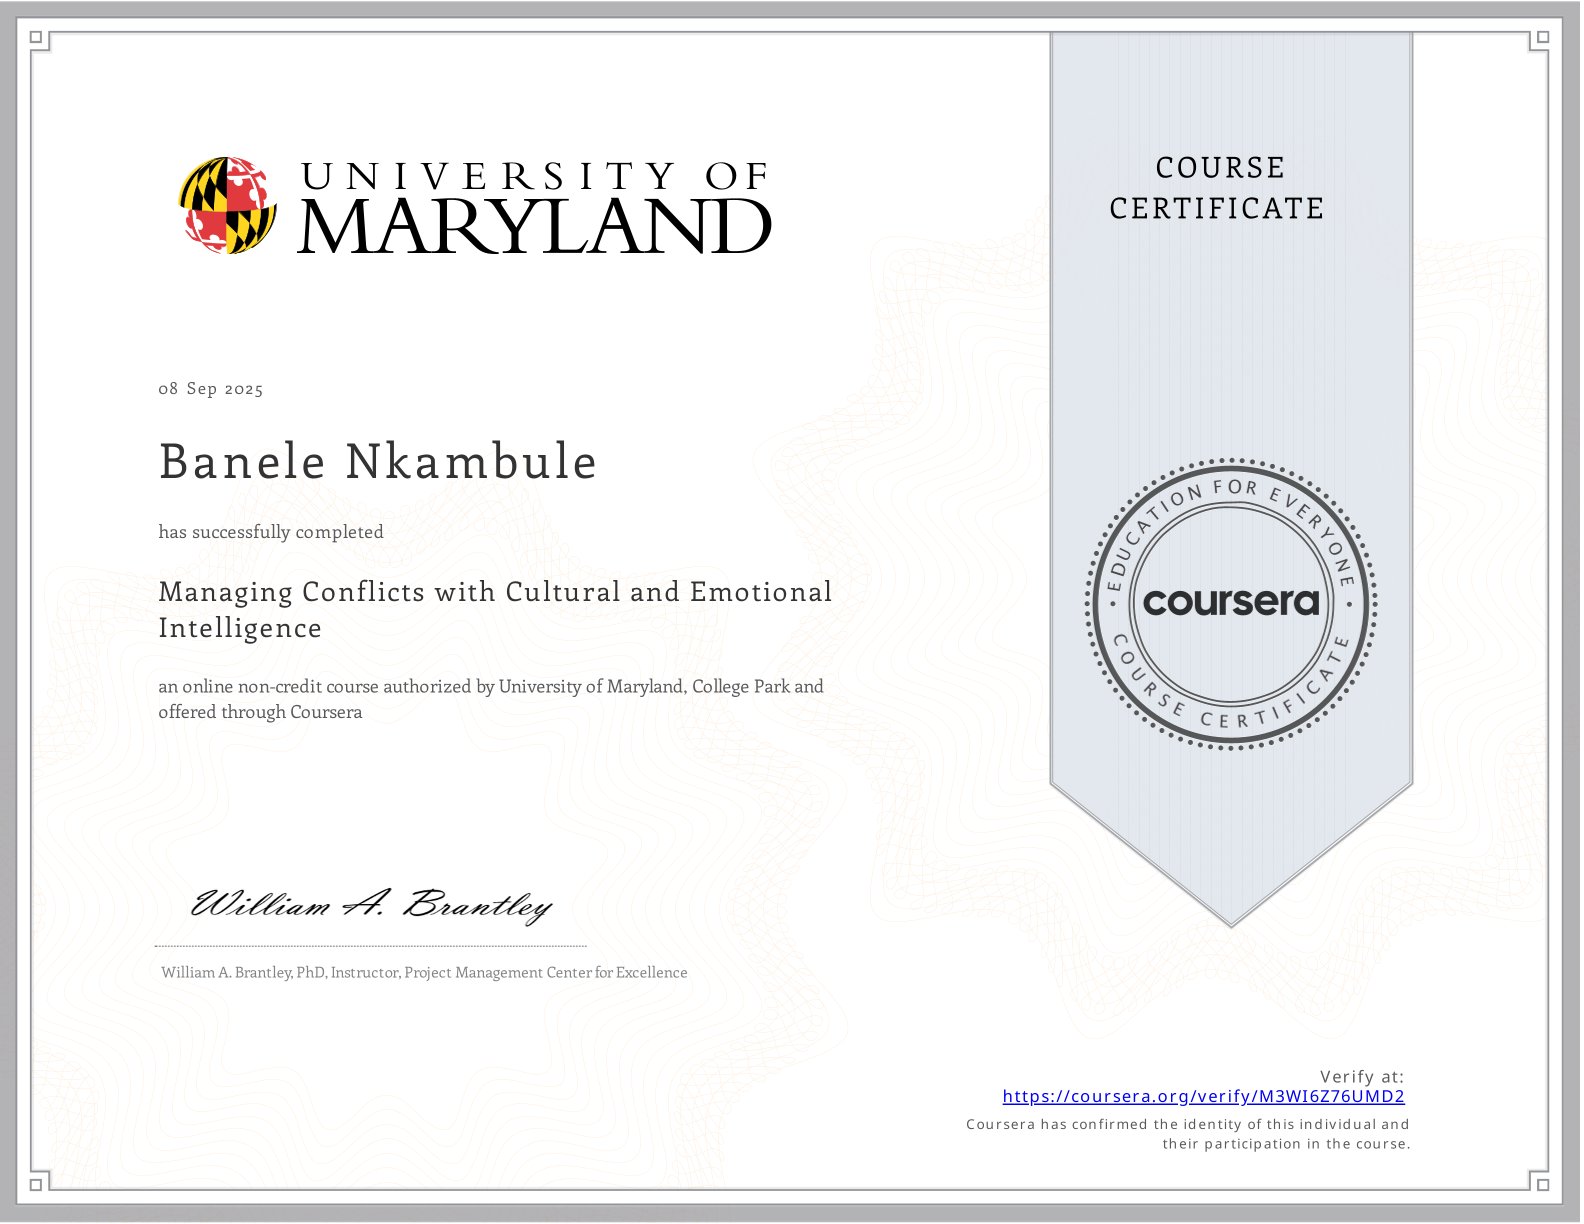 UNIVERSITY OF
MARYLAND
COURSE
CERTIFICATE
08 Sep 2025
Banele Nkambule
has successfully completed
Managing Conflicts with Cultural and Emotional
Intelligence
an online non-credit course authorized by University of Maryland, College Park and
offered through Coursera
EDUCATION FOR EVERYONE
coursera
COURSE CERTIFICATE
William A. Brantley
William A. Brantley, PhD, Instructor, Project Management Center for Excellence
Verify at:
https://coursera.org/verify/M3WI6Z76UMD2
Coursera has confirmed the identity of this individual and
their participation in the course.